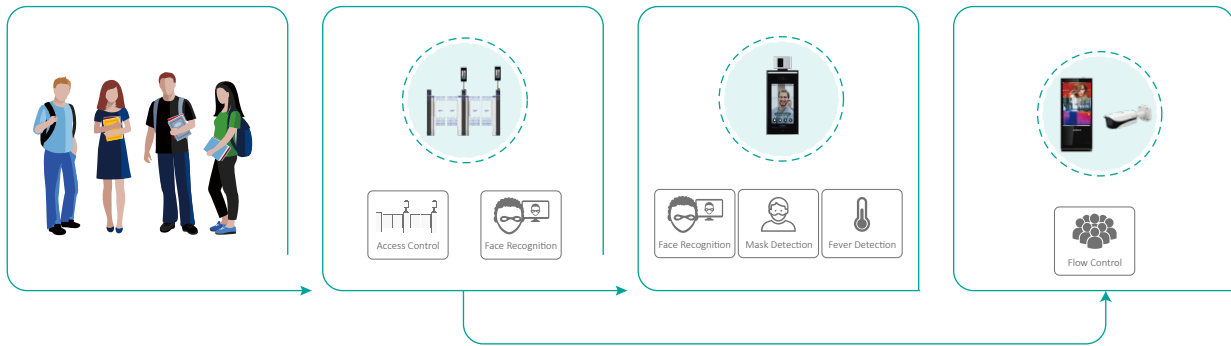 Access Control
Face Recognition
Face Recognition
Mask Detection
Fever Detection
Flow Control